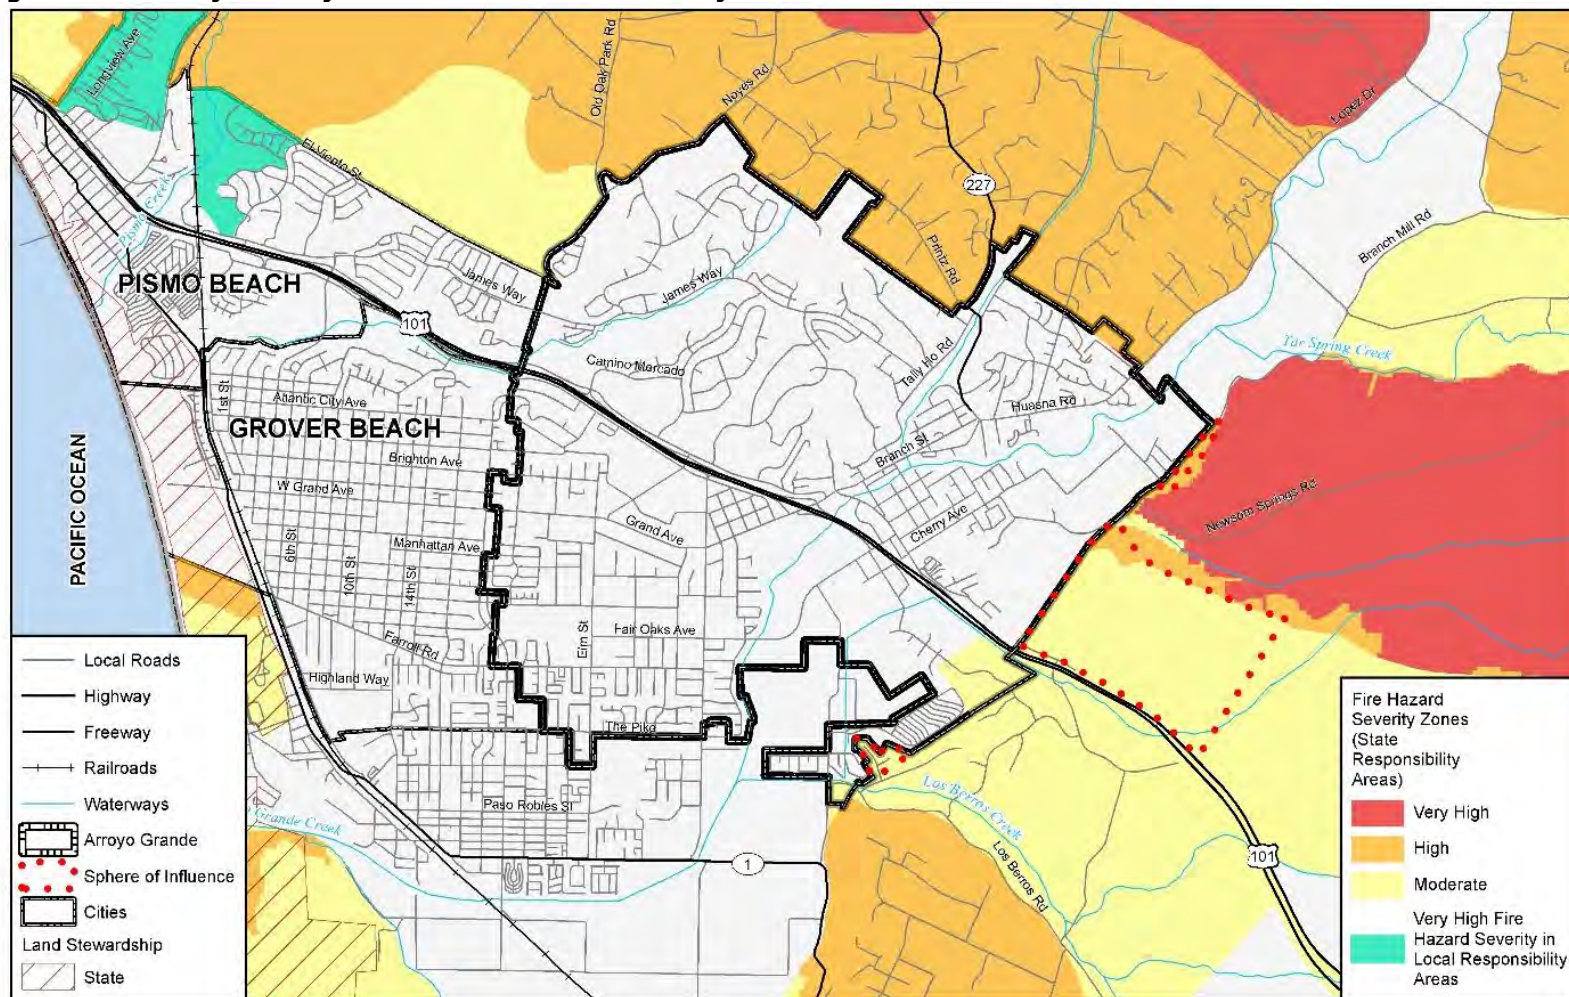 Longview Ave
Old Oak Park Rd
Noyes Rd
Lopez Dr
El Viento St
227
Pismo Creek
Branch Mill Rd
PISMO BEACH
James Way
James Way
Printz Rd
101
Tar Spring Creek
Camino Mercado
Tally Ho Rd
1st St
Atlantic City Ave
Huasna Rd
GROVER BEACH
Branch St
Brighton Ave
W Grand Ave
Newsom Springs Rd
PACIFIC OCEAN
Grand Ave
Cherry Ave
6th St
Manhattan Ave
10th St
14th St
Elm St
Fair Oaks Ave
Farroll Rd
Highland Way
The Pike
Paso Robles St
Los Berros Creek
Grande Creek
Los Berros Rd
1
101
Local Roads
Highway
Freeway
Railroads
Waterways
Arroyo Grande
Sphere of Influence
Cities
Land Stewardship
State
Fire Hazard
Severity Zones
(State
Responsibility
Areas)
Very High
High
Moderate
Very High Fire
Hazard Severity in
Local Responsibility
Areas